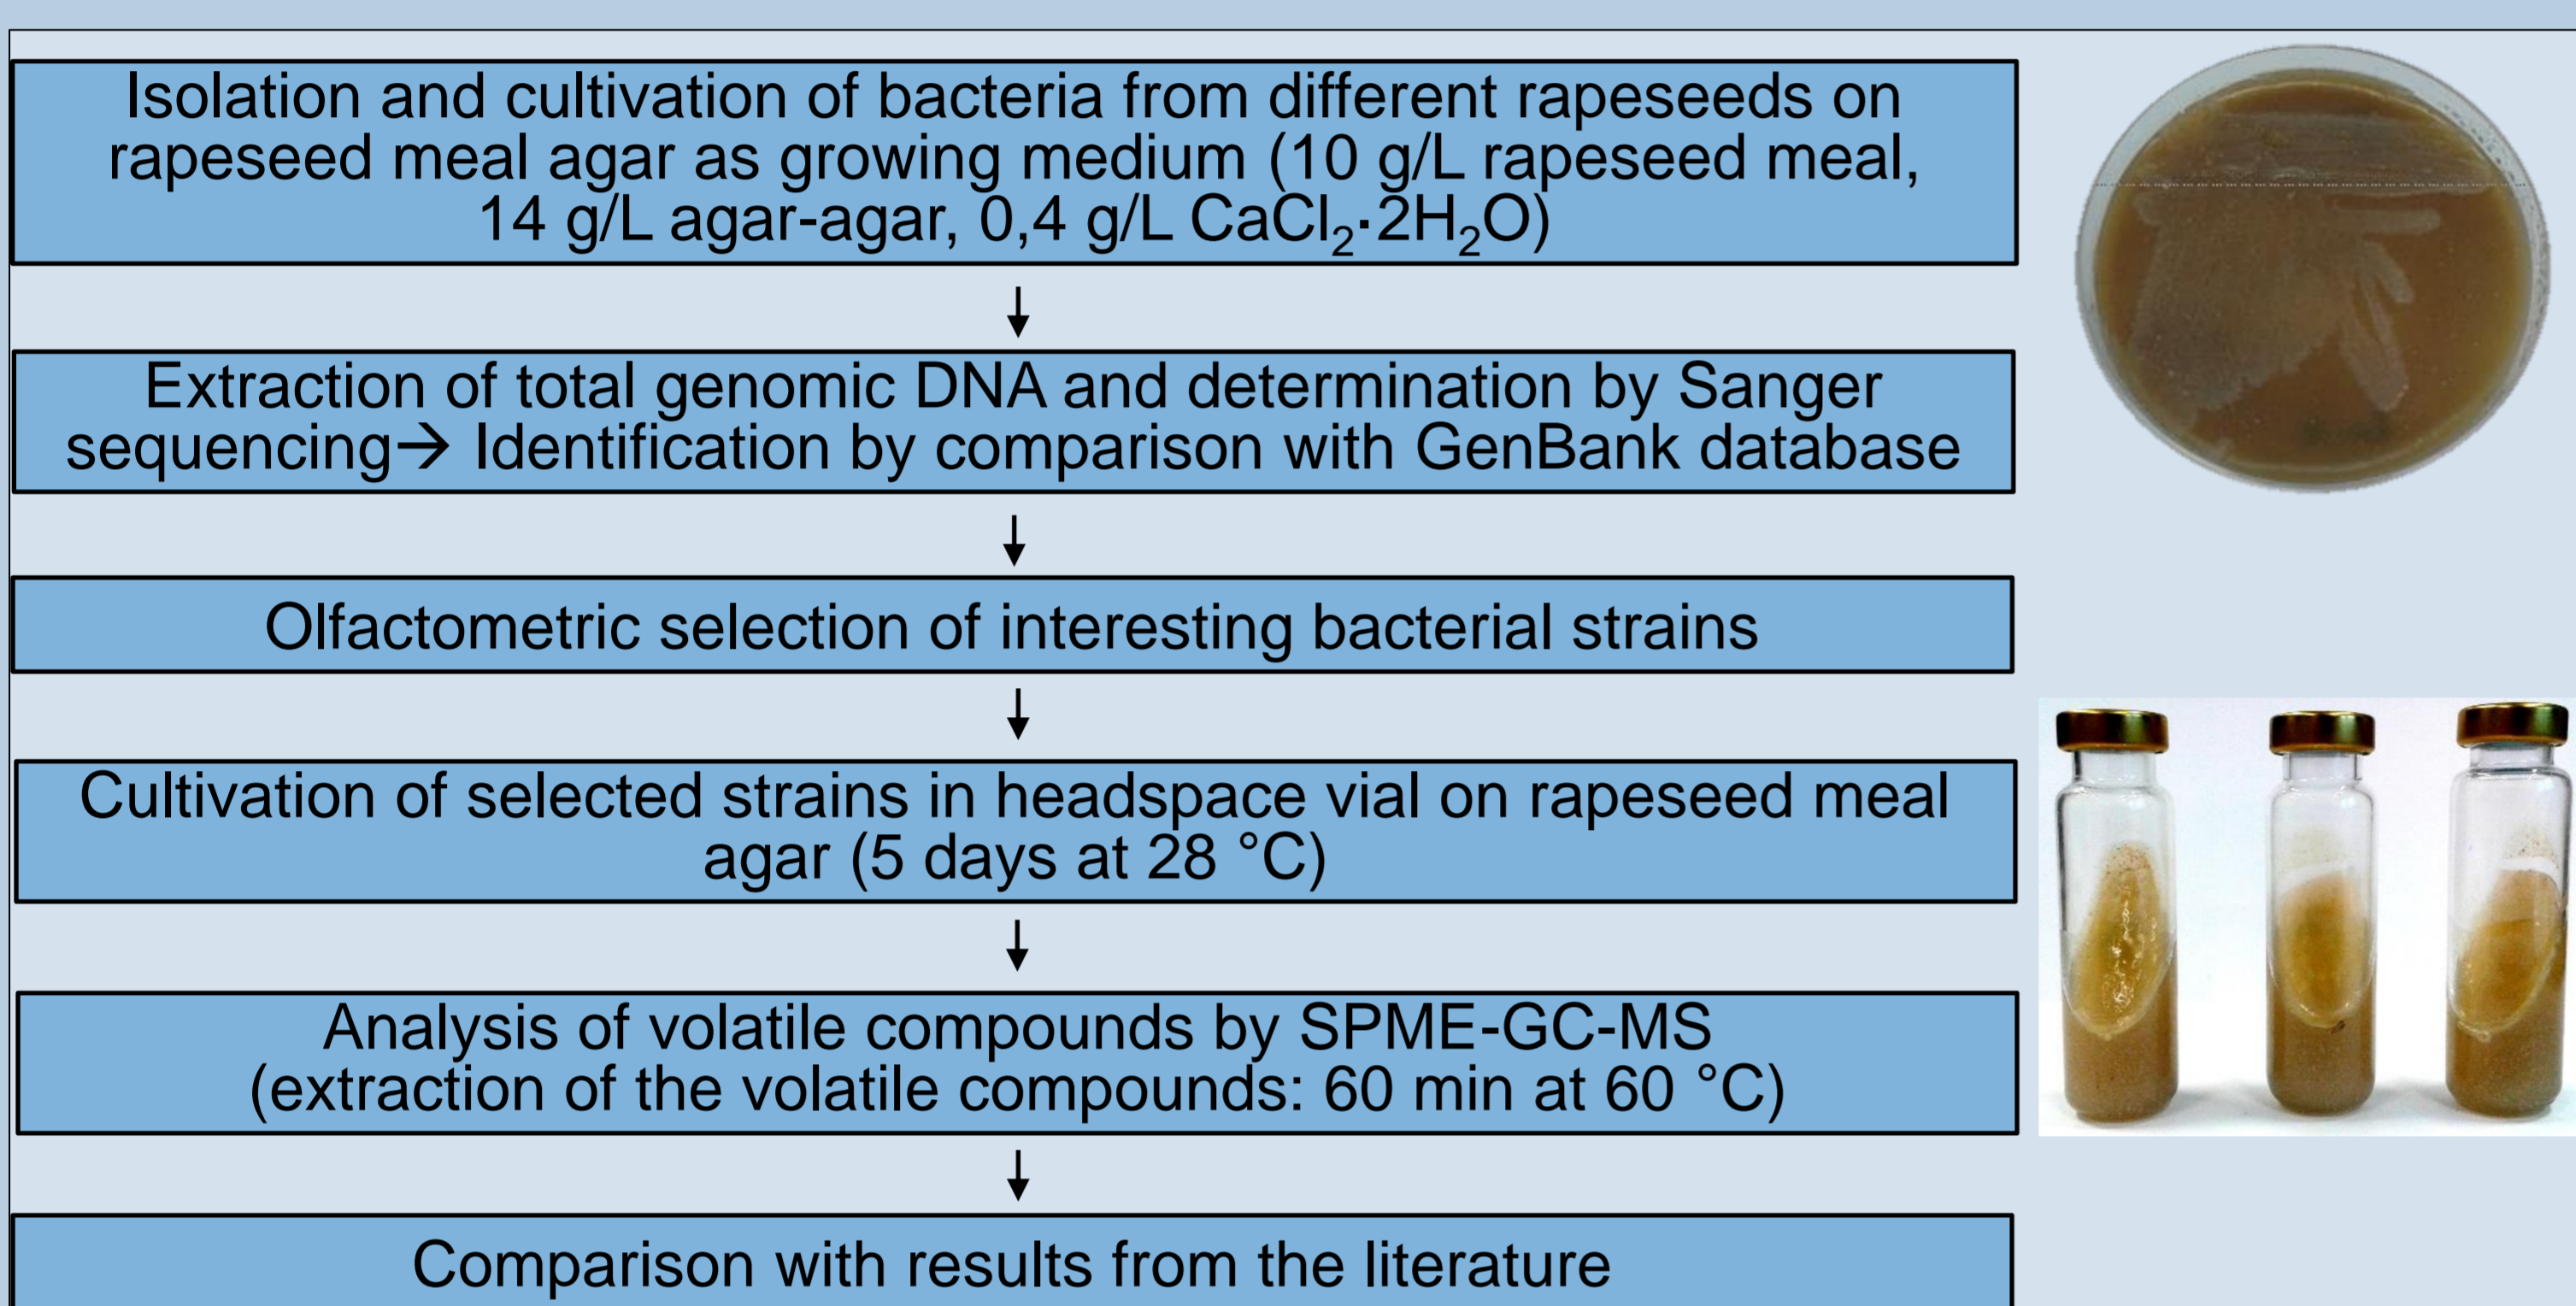 Isolation and cultivation of bacteria from different rapeseeds on
rapeseed meal agar as growing medium (10 g/L rapeseed meal,
14 g/L agar-agar, 0,4 g/L CaCl₂·2H₂O)
↓
Extraction of total genomic DNA and determination by Sanger
sequencing→ Identification by comparison with GenBank database
↓
Olfactometric selection of interesting bacterial strains
↓
Cultivation of selected strains in headspace vial on rapeseed meal
agar (5 days at 28 °C)
↓
Analysis of volatile compounds by SPME-GC-MS
(extraction of the volatile compounds: 60 min at 60 °C)
↓
Comparison with results from the literature